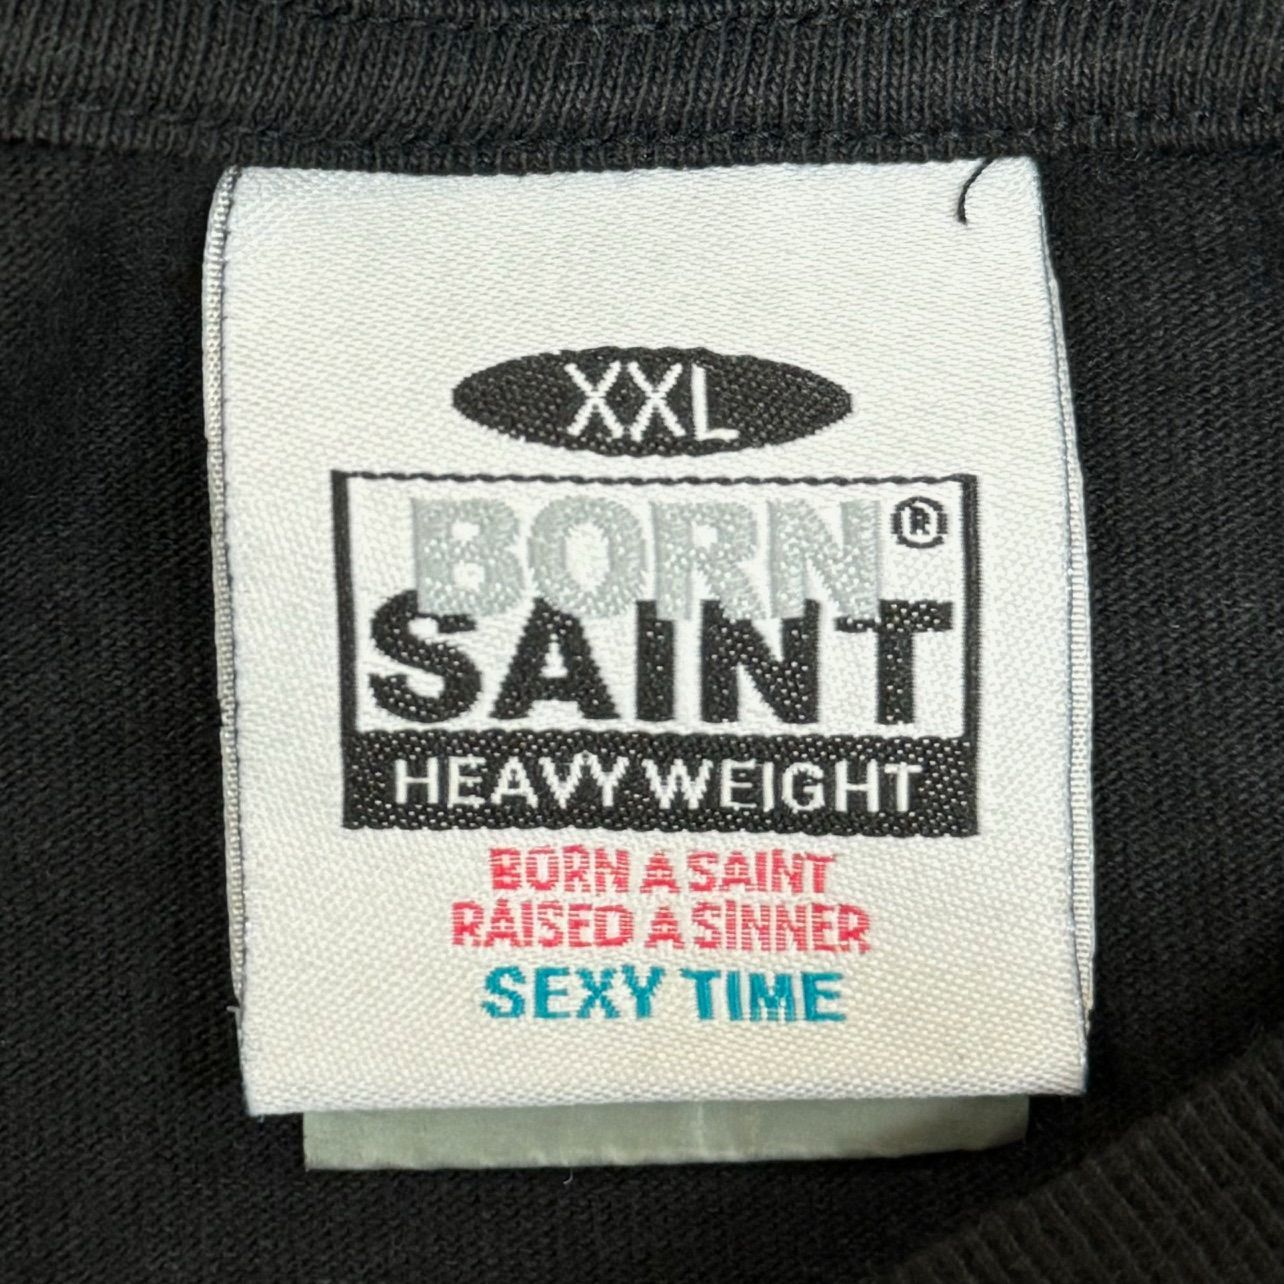 XXL
BORN®
SAINT
HEAVY WEIGHT
BORN A SAINT
RAISED A SINNER
SEXY TIME